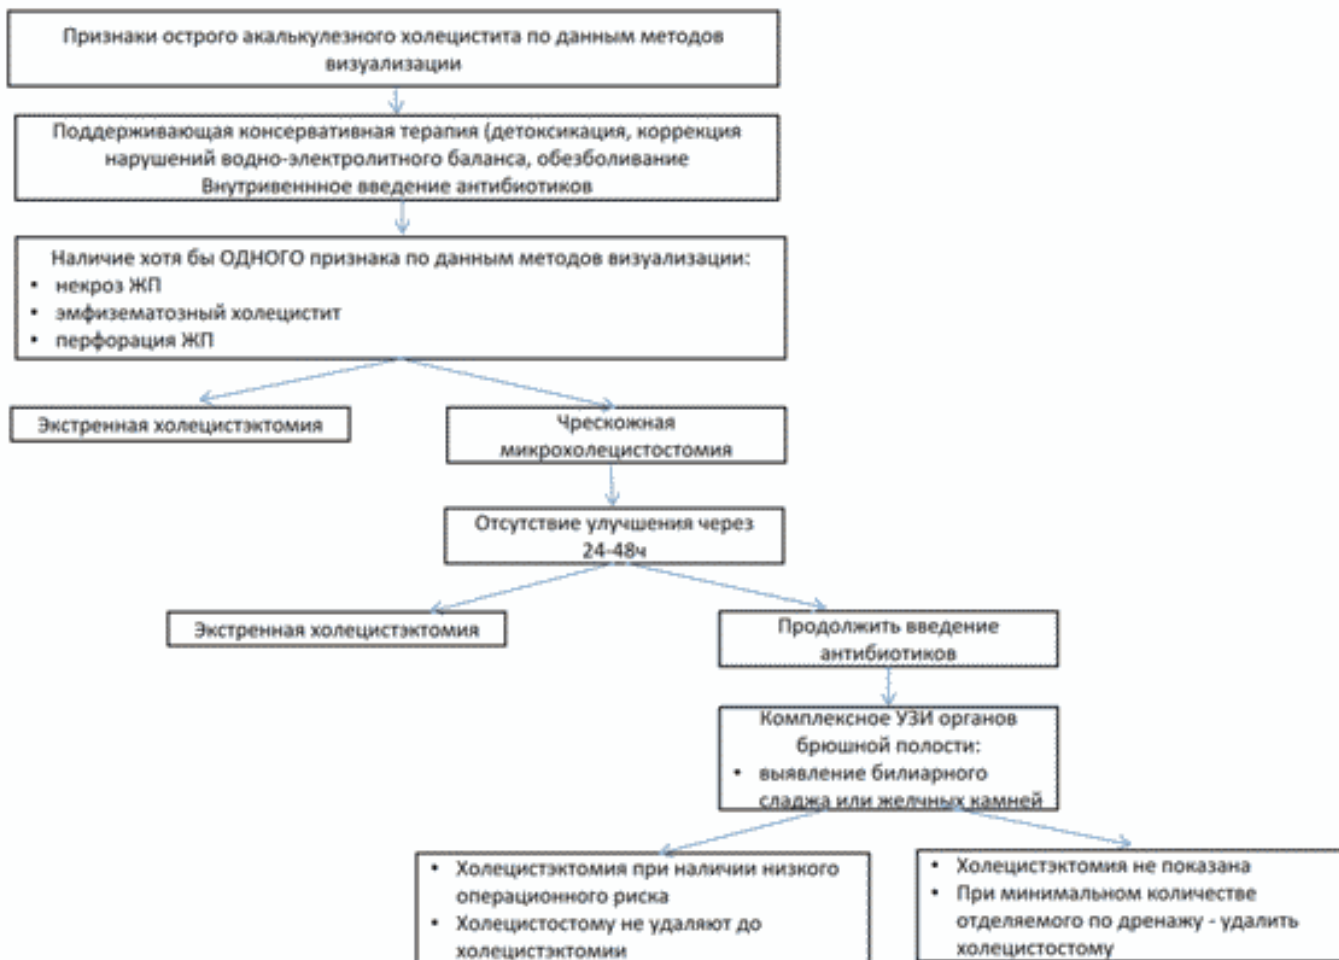 Признаки острого акалькулезного холецистита по данным методов
визуализации
Поддерживающая консервативная терапия (детоксикация, коррекция
нарушений водно-электролитного баланса, обезболивание
Внутривеннное введение антибиотиков
Наличие хотя бы ОДНОГО признака по данным методов визуализации:
• некроз ЖП
• эмфизематозный холецистит
• перфорация ЖП
Экстренная холецистэктомия
Чрескожная
микрохолецистостомия
Отсутствие улучшения через
24-48ч
Экстренная холецистэктомия
Продолжить введение
антибиотиков
Комплексное УЗИ органов
брюшной полости:
• выявление билиарного
сладжа или желчных камней
• Холецистэктомия при наличии низкого
операционного риска
• Холецистостому не удаляют до
холецистэктомии
• Холецистэктомия не показана
• При минимальном количестве
отделяемого по дренажу - удалить
холецистостому